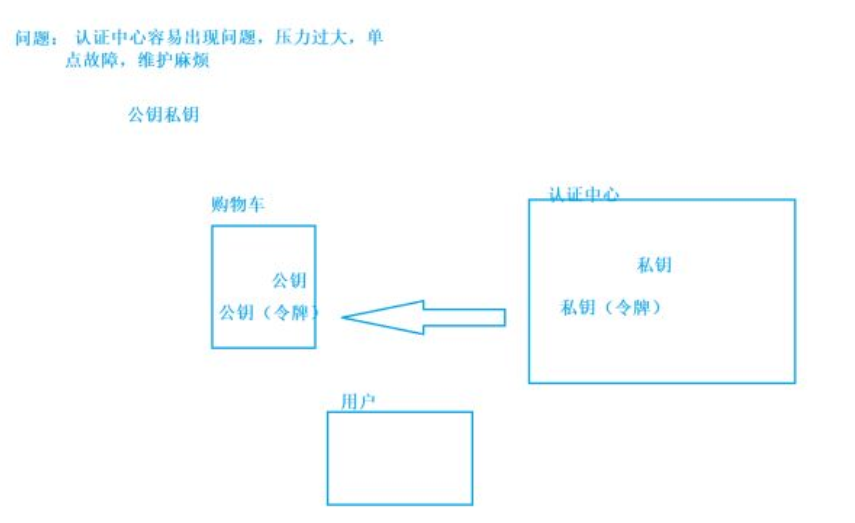 问题： 认证中心容易出现问题，压力过大，单
点故障，维护麻烦
公钥私钥
购物车
认证中心
公钥
私钥
公钥（令牌）
私钥（令牌）
用户